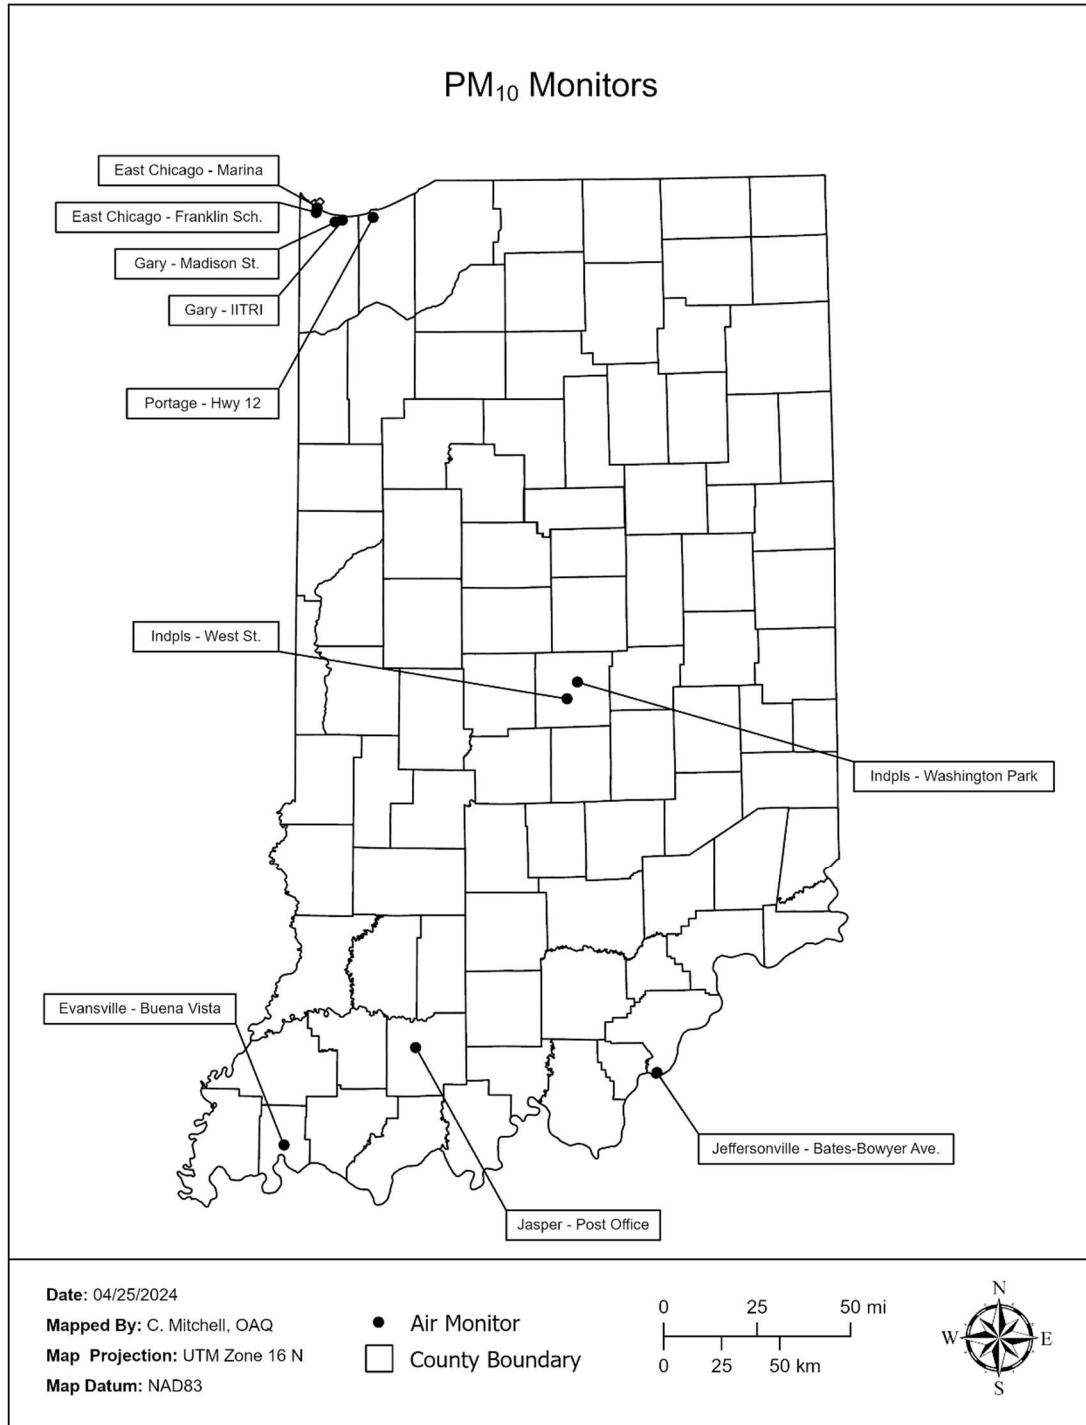 PM₁₀ Monitors
East Chicago - Marina
East Chicago - Franklin Sch.
Gary - Madison St.
Gary - IITRI
Portage - Hwy 12
Indpls - West St.
Indpls - Washington Park
Evansville - Buena Vista
Jeffersonville - Bates-Bowyer Ave.
Jasper - Post Office
Date: 04/25/2024
Mapped By: C. Mitchell, OAQ
Map Projection: UTM Zone 16 N
Map Datum: NAD83
Air Monitor
County Boundary
0 25 50 mi
0 25 50 km
N
W E
S